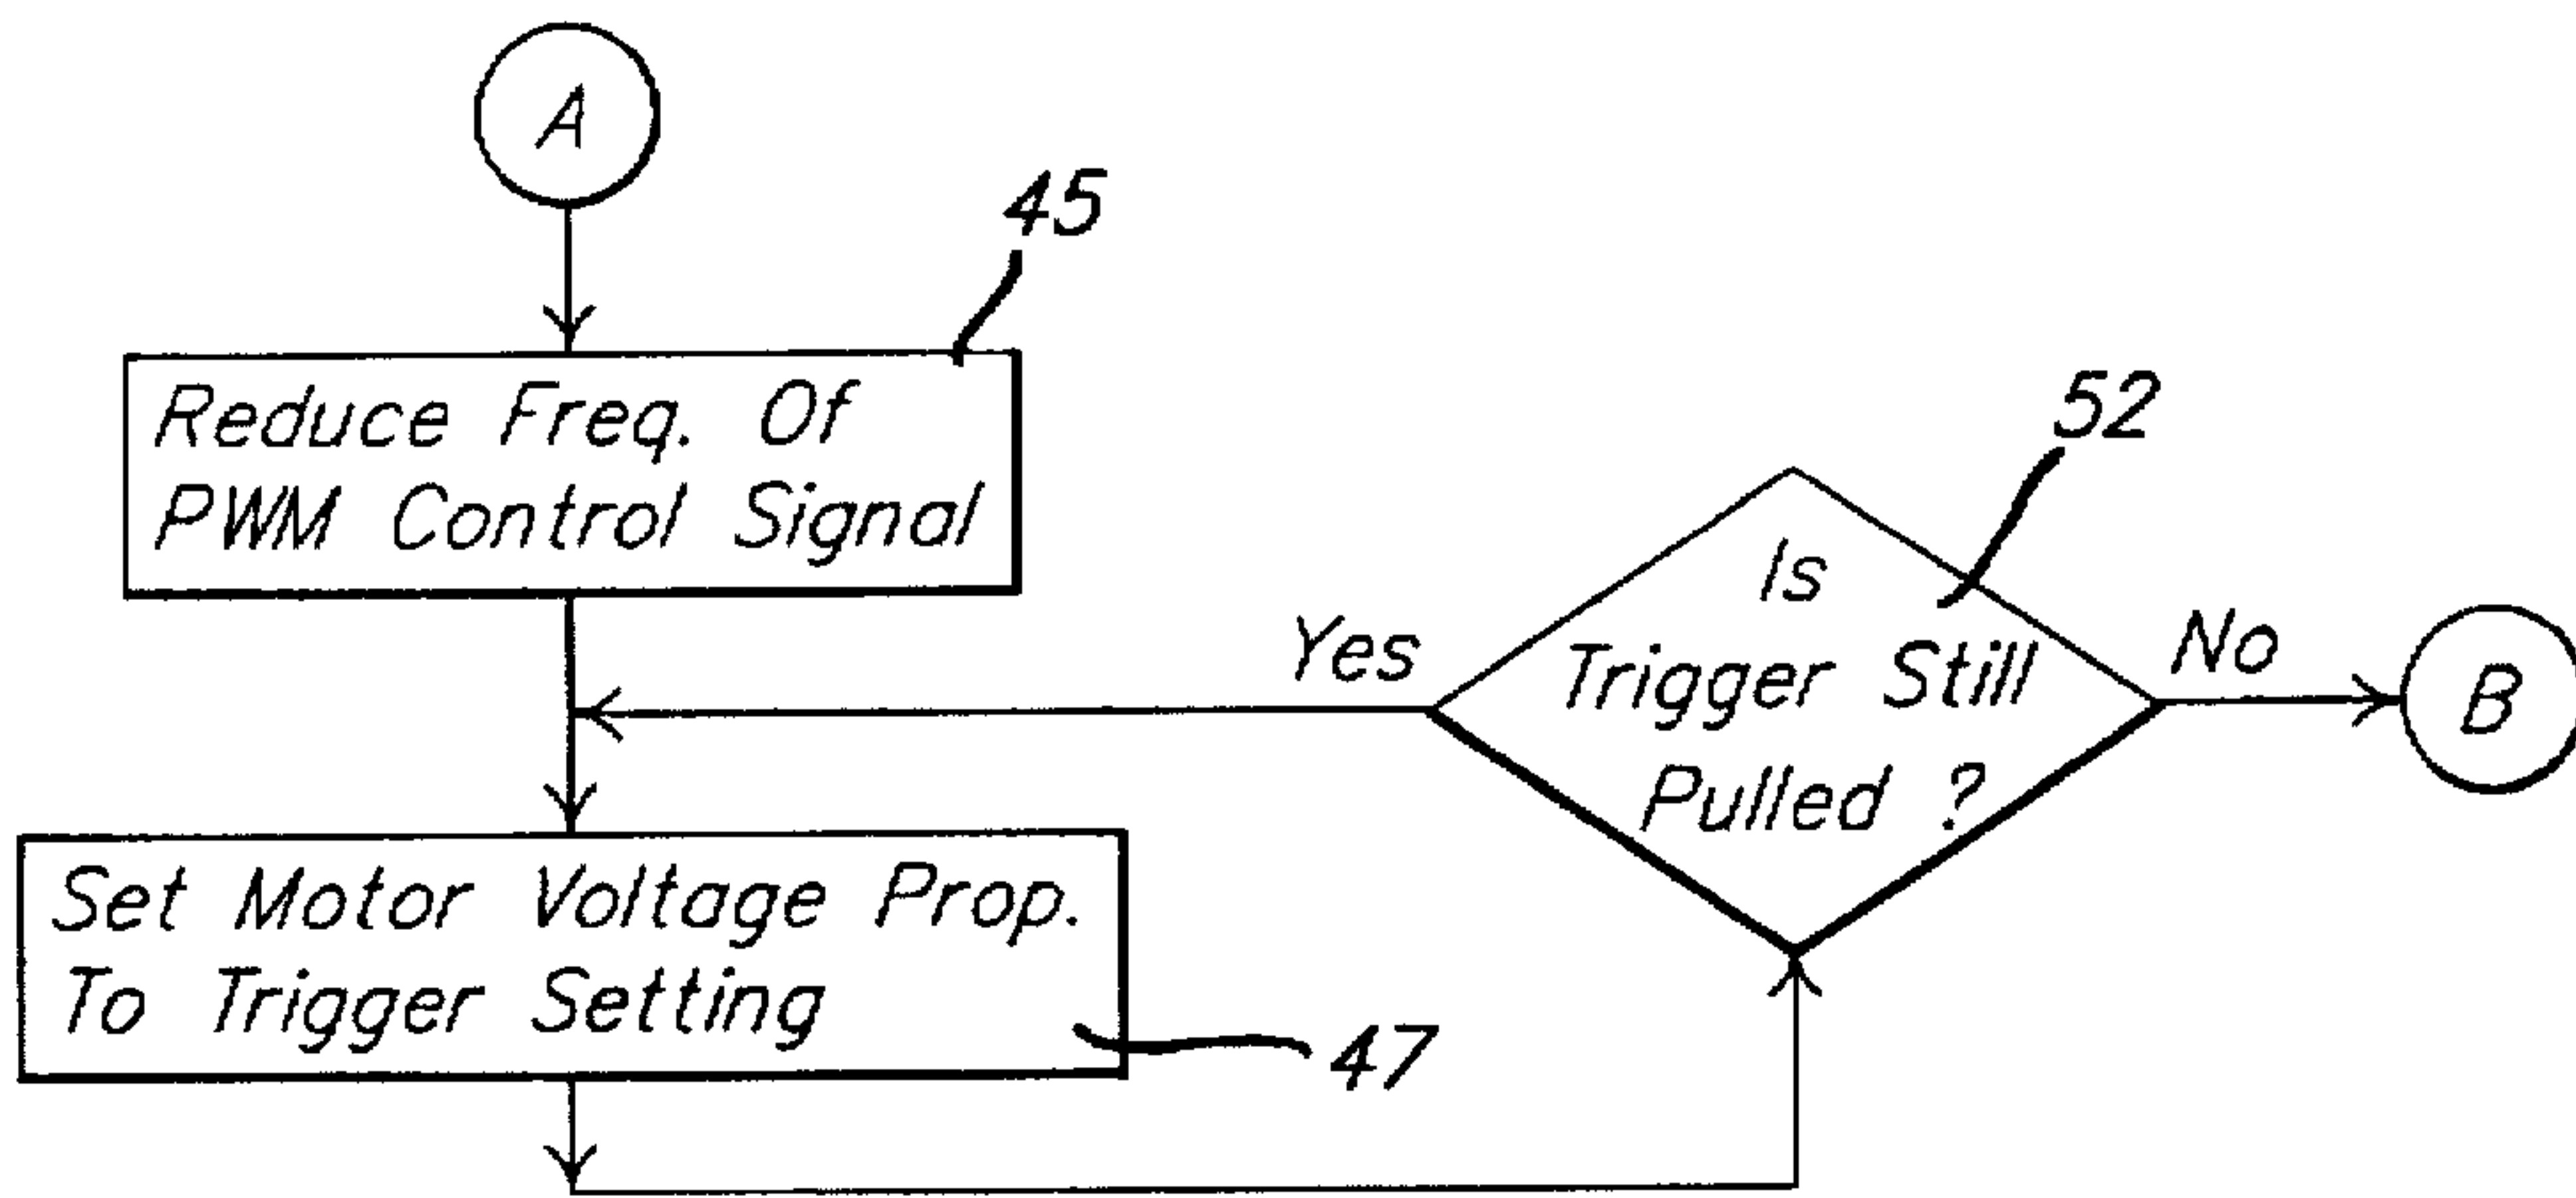 A
45
Reduce Freq. Of
PWM Control Signal
52
Is
Trigger Still
Pulled ?
Yes
No
B
Set Motor Voltage Prop.
To Trigger Setting
47